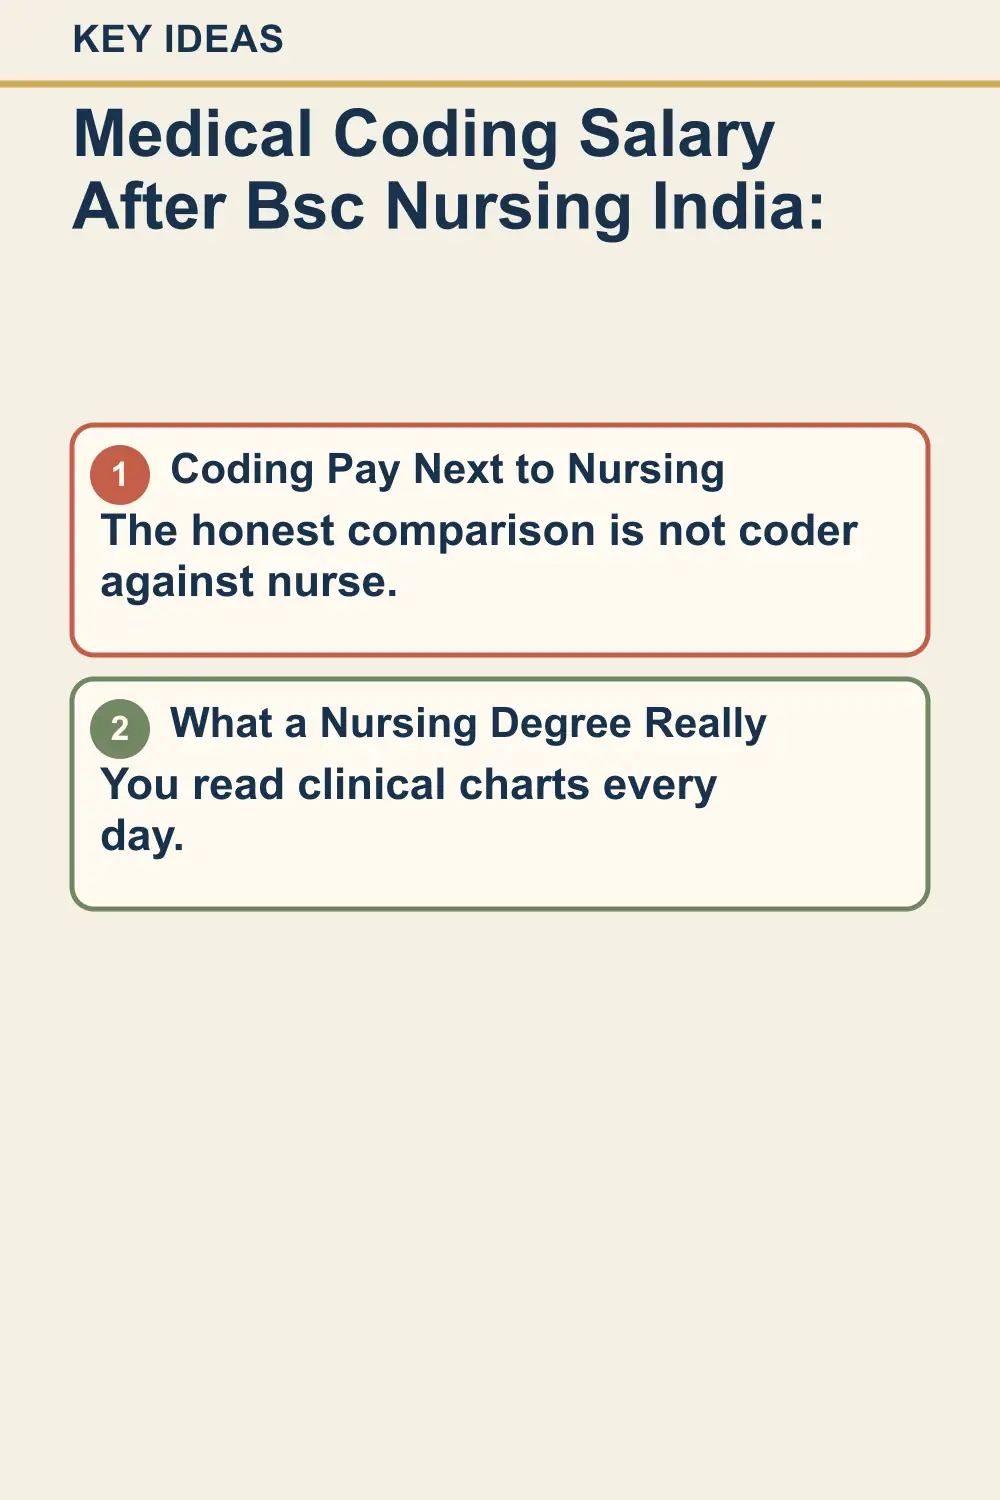 KEY IDEAS
Medical Coding Salary
After Bsc Nursing India:
1 Coding Pay Next to Nursing
The honest comparison is not coder
against nurse.
2 What a Nursing Degree Really
You read clinical charts every
day.